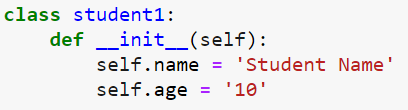 class student1:
    def __init__(self):
        self.name = 'Student Name'
        self.age = '10'